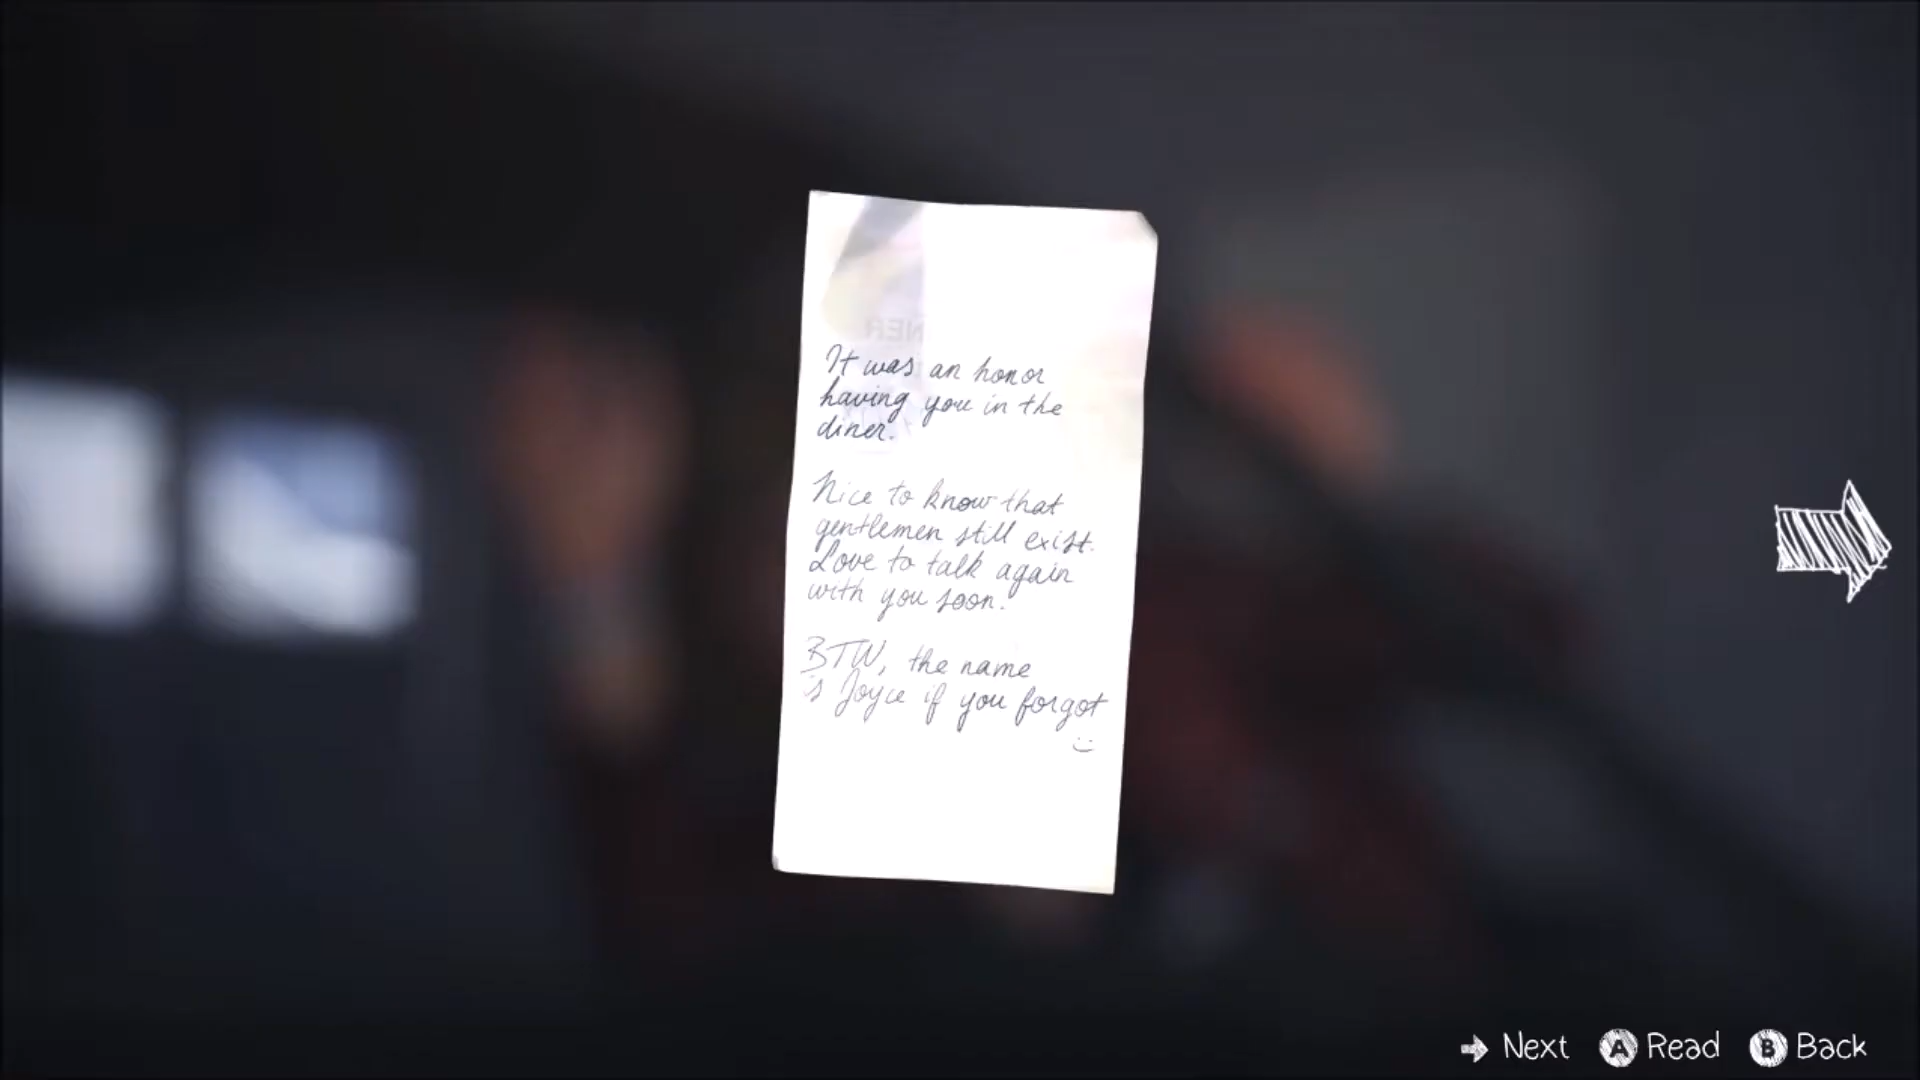 It was an honor
having you in the
diner.
Nice to know that
gentlemen still exist.
Love to talk again
with you soon.
BTW, the name
is Joyce if you forgot
Next
A Read
B Back